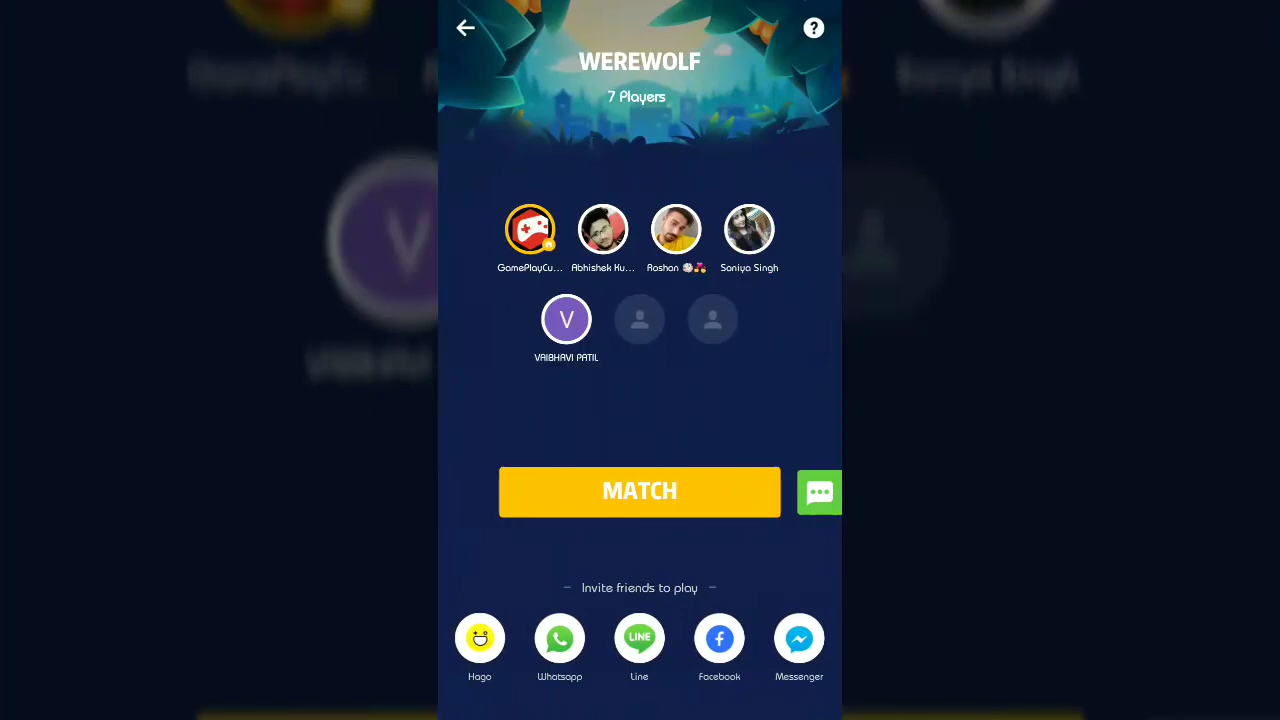 WEREWOLF
7 Players
GamePlayCu... Abhishek Ku... Roshan 🏐💏 Saniya Singh
V
VAIBHAVI PATIL
MATCH
– Invite friends to play –
LINE
Hago Whatsapp Line Facebook Messenger